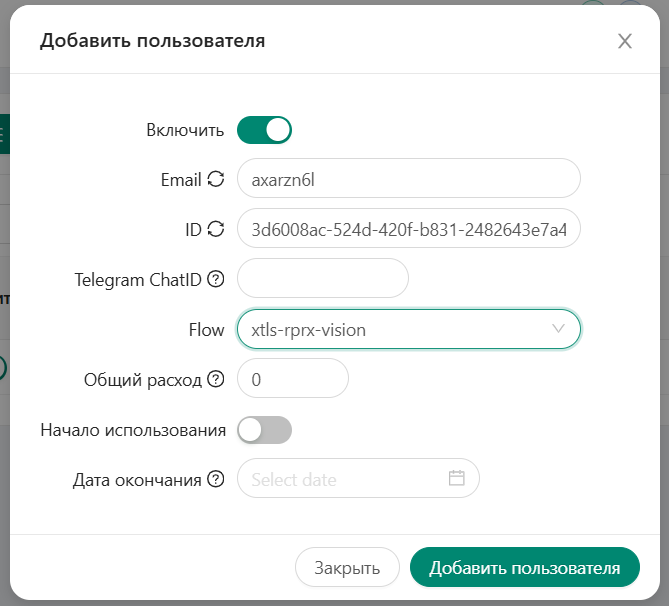 Добавить пользователя
Включить
Email axarzn6l
ID 3d6008ac-524d-420f-b831-2482643e7a4
Telegram ChatID
Flow xtls-rprx-vision
Общий расход 0
Начало использования
Дата окончания Select date
Закрыть Добавить пользователя